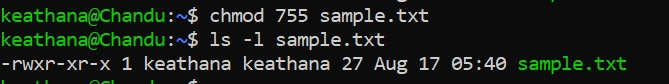 keathana@Chandu:~$ chmod 755 sample.txt
keathana@Chandu:~$ ls -l sample.txt
-rwxr-xr-x 1 keathana keathana 27 Aug 17 05:40 sample.txt